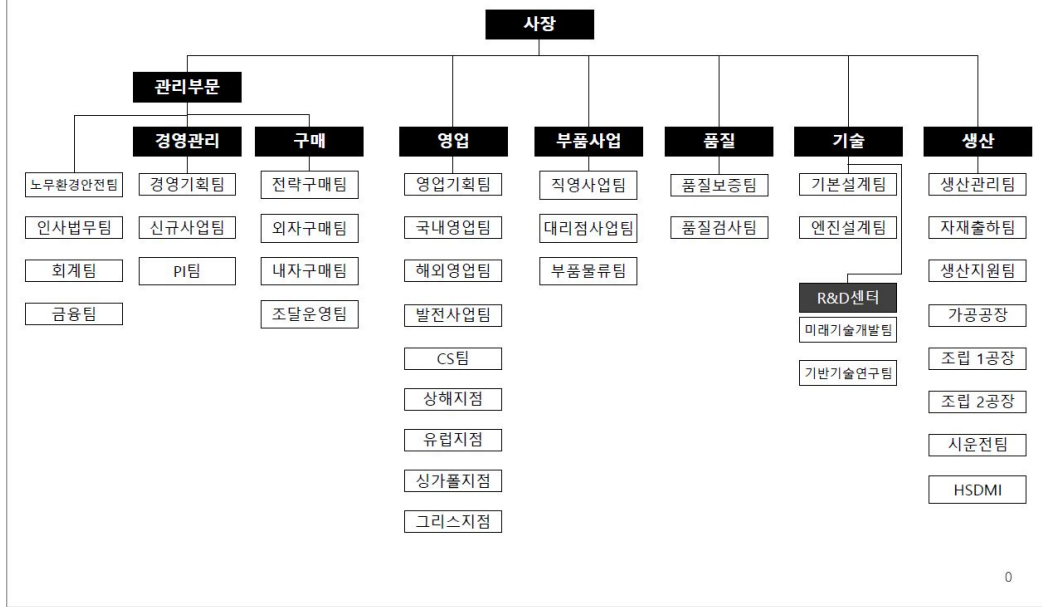 사장
관리부문
경영관리
구매
영업
부품사업
품질
기술
생산
노무환경안전팀
인사법무팀
회계팀
금융팀
경영기획팀
신규사업팀
PI팀
전략구매팀
외자구매팀
내자구매팀
조달운영팀
영업기획팀
국내영업팀
해외영업팀
발전사업팀
CS팀
상해지점
유럽지점
싱가폴지점
그리스지점
직영사업팀
대리점사업팀
부품물류팀
품질보증팀
품질검사팀
기본설계팀
엔진설계팀
R&D센터
미래기술개발팀
기반기술연구팀
생산관리팀
자재출하팀
생산지원팀
가공공장
조립 1공장
조립 2공장
시운전팀
HSDMI
0